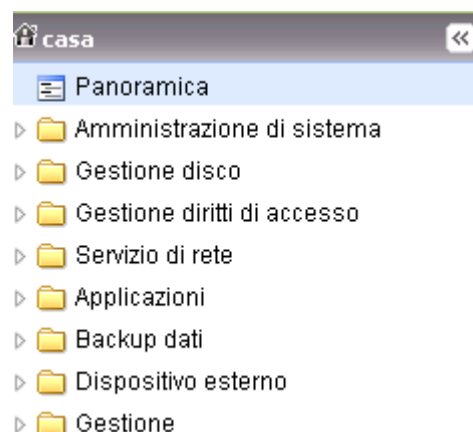 casa
Panoramica
Amministrazione di sistema
Gestione disco
Gestione diritti di accesso
Servizio di rete
Applicazioni
Backup dati
Dispositivo esterno
Gestione